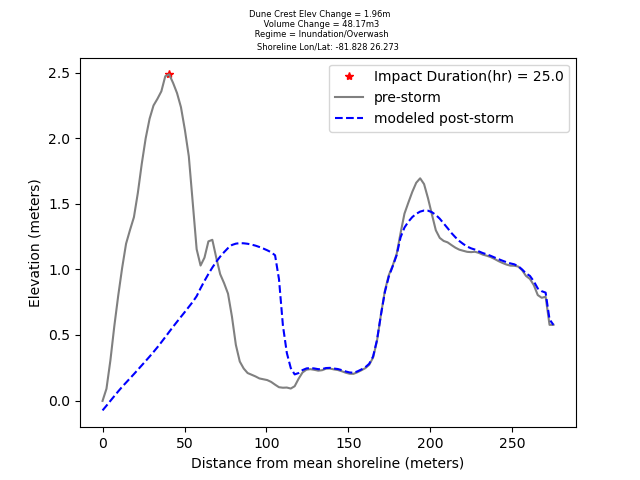 Dune Crest Elev Change = 1.96m
Volume Change = 48.17m3
Regime = Inundation/Overwash
Shoreline Lon/Lat: -81.828 26.273
Impact Duration(hr) = 25.0
pre-storm
modeled post-storm
Elevation (meters)
2.5
2.0
1.5
1.0
0.5
0.0
0 50 100 150 200 250
Distance from mean shoreline (meters)